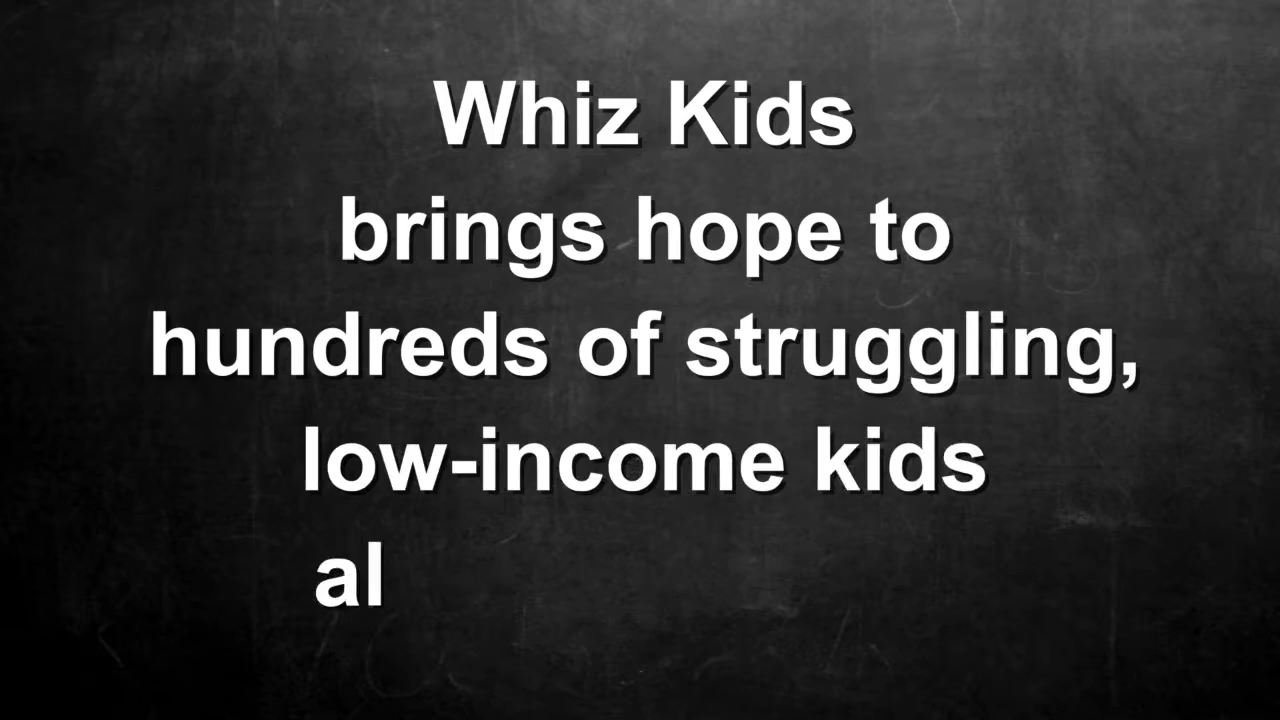 Whiz Kids
brings hope to
hundreds of struggling,
low-income kids
al